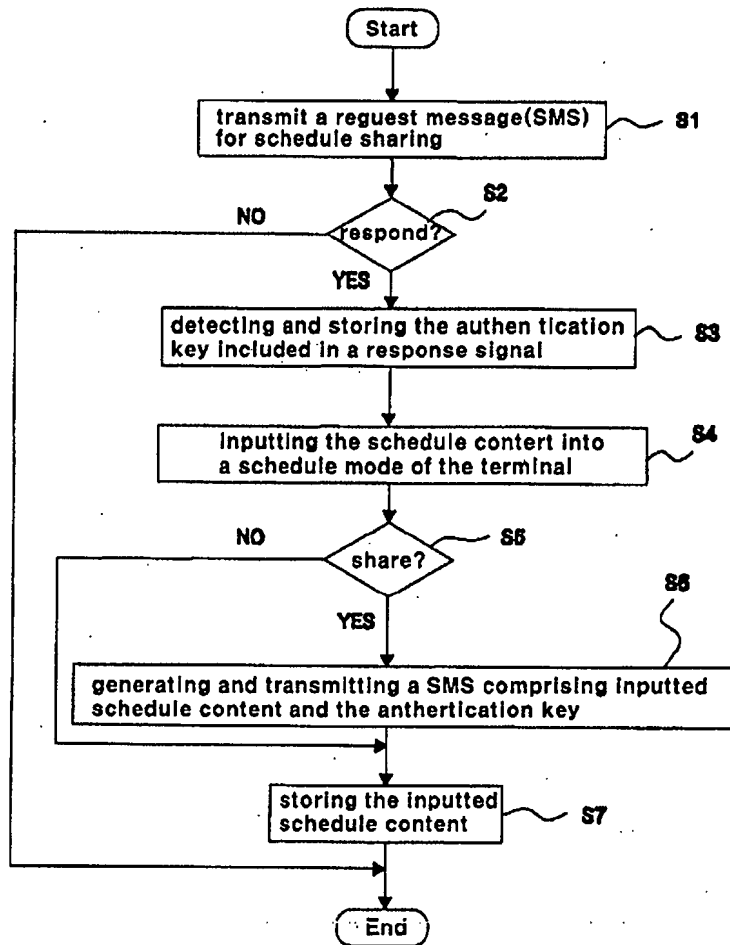 Start
transmit a reguest message(SMS)
for schedule sharing
S1
S2
NO
respond?
YES
detecting and storing the authen tication
key included in a response signal
S3
inputting the schedule contert into
a schedule mode of the terminal
S4
NO
S5
share?
YES
S6
generating and transmitting a SMS comprising inputted
schedule content and the anthertication key
storing the inputted
schedule content
S7
End